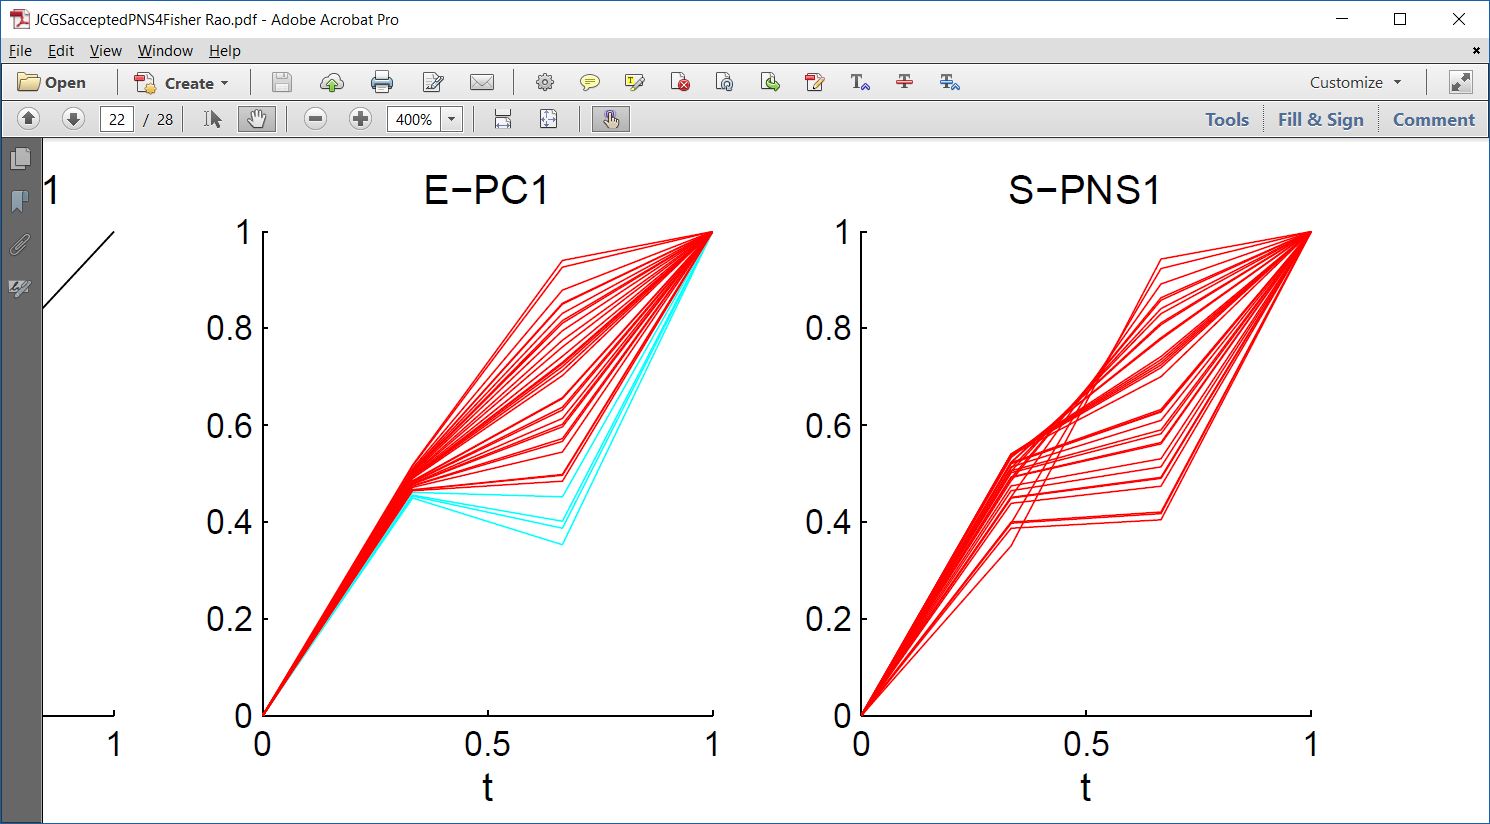 JCGSacceptedPNS4Fisher Rao.pdf - Adobe Acrobat Pro
File Edit View Window Help
Open Create Customize
22 / 28 400% Tools Fill & Sign Comment
1 E−PC1 S−PNS1
1 1
0.8 0.8
0.6 0.6
0.4 0.4
0.2 0.2
0 0
1 0 0.5 1 0 0.5 1
t t